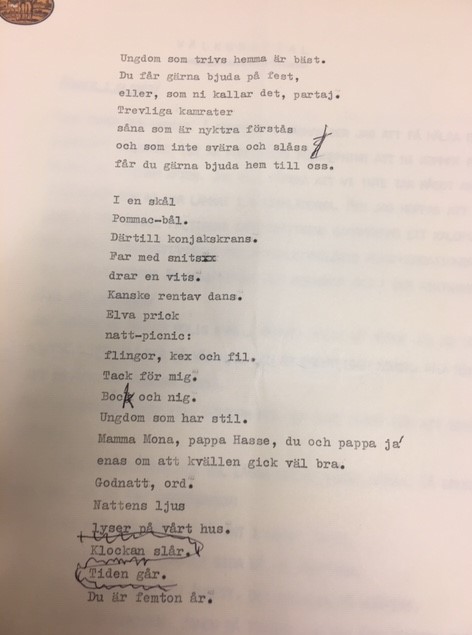 Ungdom som trivs hemma är bäst.
Du får gärna bjuda på fest,
eller, som ni kallar det, partaj.
Trevliga kamrater
såna som är nyktra förstås
och som inte svära och slåss
får du gärna bjuda hem till oss.
I en skål
Pommac-bål.
Därtill konjakskrans.
Far med snitsxx
drar en vits.
Kanske rentav dans.
Elva prick
natt-picnic:
flingor, kex och fil.
Tack för mig.
Bock och nig.
Ungdom som har stil.
Mamma Mona, pappa Hasse, du och pappa ja'
enas om att kvällen gick väl bra.
Godnatt, ord.
Nattens ljus
lyser på vårt hus.
Klockan slår.
Tiden går.
Du är femton år.